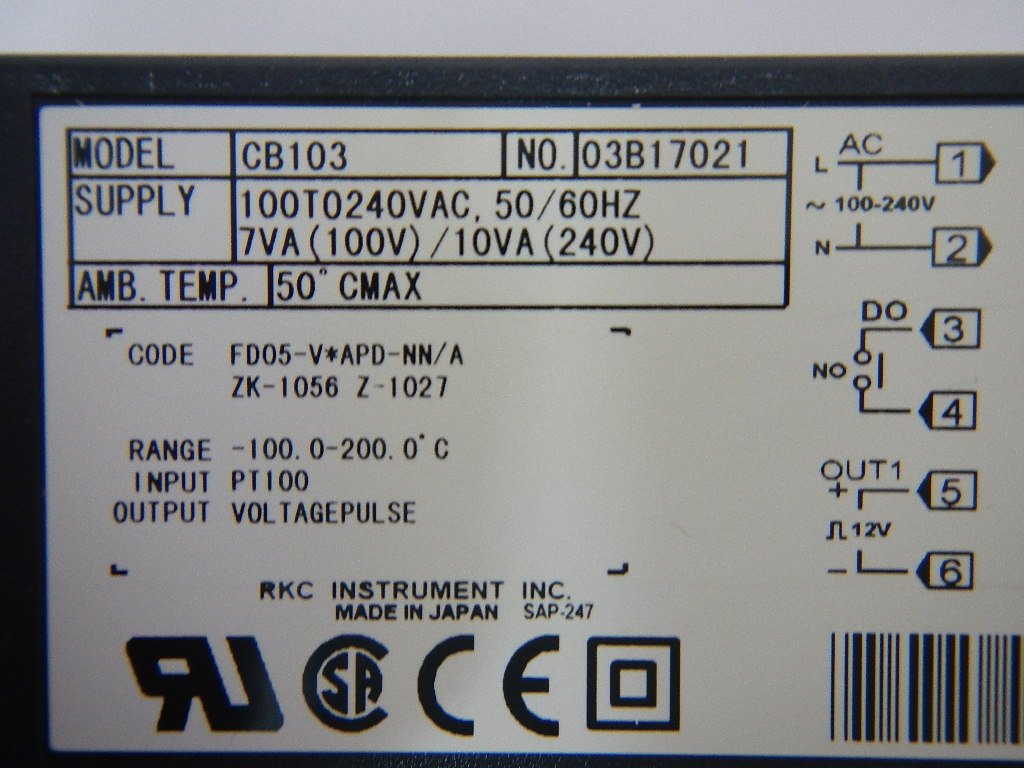 MODEL CB103 NO. 03B17021
SUPPLY 100TO240VAC, 50/60HZ
7VA(100V)/10VA(240V)
AMB. TEMP. 50°CMAX
CODE FD05-V*APD-NN/A
ZK-1056 Z-1027
RANGE -100.0-200.0°C
INPUT PT100
OUTPUT VOLTAGEPULSE
RKC INSTRUMENT INC.
MADE IN JAPAN SAP-247
AC
L 1
~ 100-240V
N 2
DO
3
NO
4
OUT1
+ 5
12V
- 6